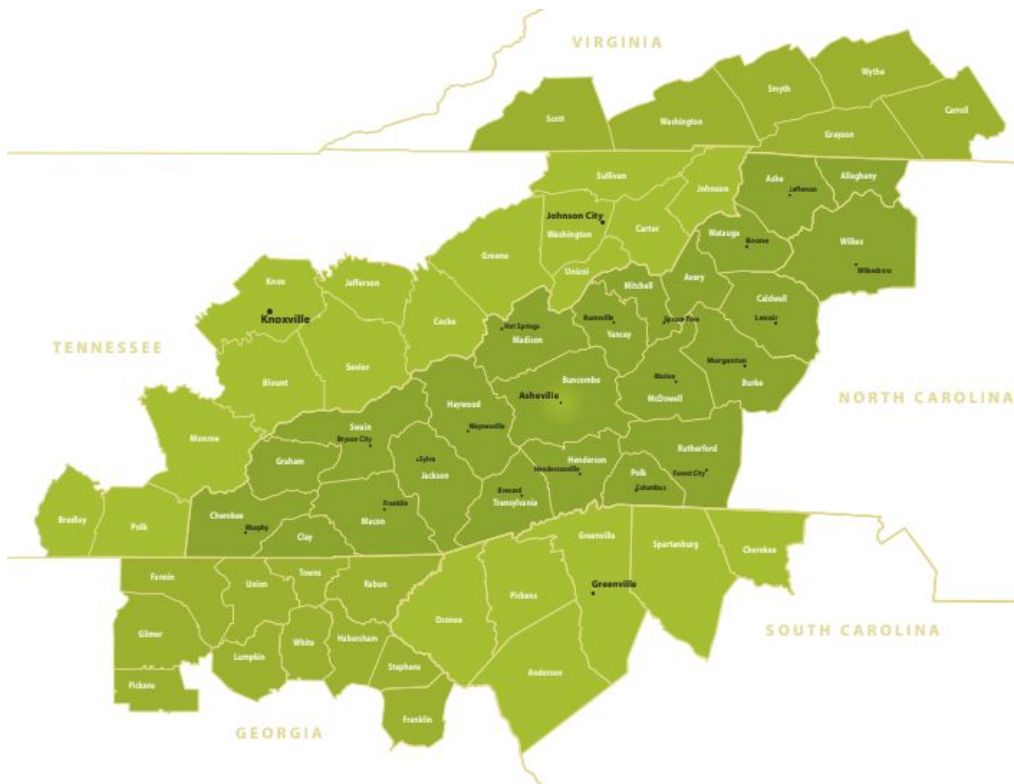 VIRGINIA
Wythe
Smyth
Carroll
Scott
Washington
Grayson
Sullivan
Johnson
Ashe
Alleghany
Jefferson
Johnson City
Washington
Carter
Watauga
Boone
Wilkes
Wilkesboro
Greene
Unicoi
Mitchell
Avery
Knox
Jefferson
Caldwell
Knoxville
Cocke
Hot Springs
Madison
Burnsville
Yancey
Spruce Pine
Lenoir
TENNESSEE
Sevier
Blount
Morganton
Buncombe
Marion
Burke
Asheville
McDowell
NORTH CAROLINA
Haywood
Waynesville
Monroe
Swain
Bryson City
Rutherford
Graham
Sylva
Jackson
Henderson
Hendersonville
Polk
Forest City
Columbus
Brevard
Transylvania
Franklin
Macon
Cherokee
Murphy
Bradley
Polk
Clay
Greenville
Spartanburg
Cherokee
Fannin
Union
Towns
Rabun
Pickens
Greenville
Oconee
Gilmer
White
Habersham
SOUTH CAROLINA
Lumpkin
Stephens
Anderson
Pickens
Franklin
GEORGIA